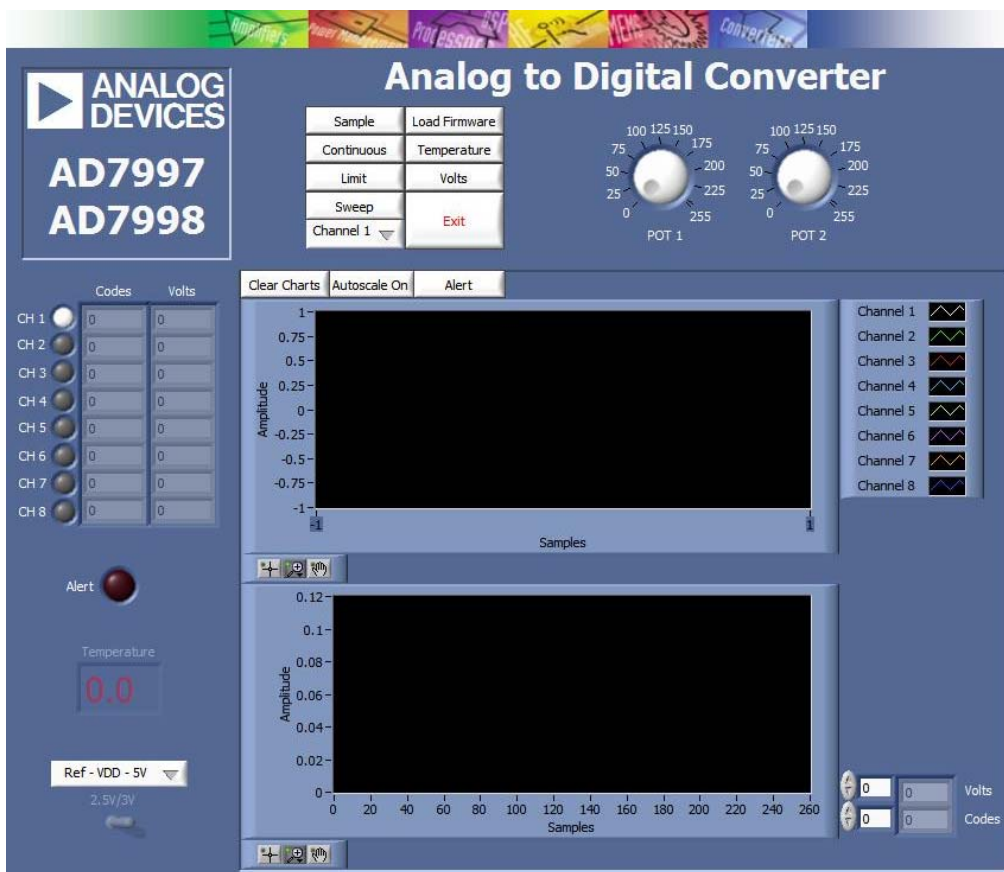 Amplifiers Power Management Processor DSP RF MEMS Converters
Analog to Digital Converter
ANALOG
DEVICES
AD7997
AD7998
Sample Load Firmware
Continuous Temperature
Limit Volts
Sweep
Channel 1
Exit
0 25 50 75 100 125 150 175 200 225 255
POT 1
0 25 50 75 100 125 150 175 200 225 255
POT 2
Codes Volts
CH 1 0 0
CH 2 0 0
CH 3 0 0
CH 4 0 0
CH 5 0 0
CH 6 0 0
CH 7 0 0
CH 8 0 0
Alert
Temperature
0.0
Ref - VDD - 5V
2.5V/3V
Clear Charts Autoscale On Alert
Amplitude
1
0.75
0.5
0.25
0
-0.25
-0.5
-0.75
-1
-1 1
Samples
Channel 1
Channel 2
Channel 3
Channel 4
Channel 5
Channel 6
Channel 7
Channel 8
Amplitude
0.12
0.1
0.08
0.06
0.04
0.02
0
0 20 40 60 80 100 120 140 160 180 200 220 240 260
Samples
0 0 Volts
0 0 Codes